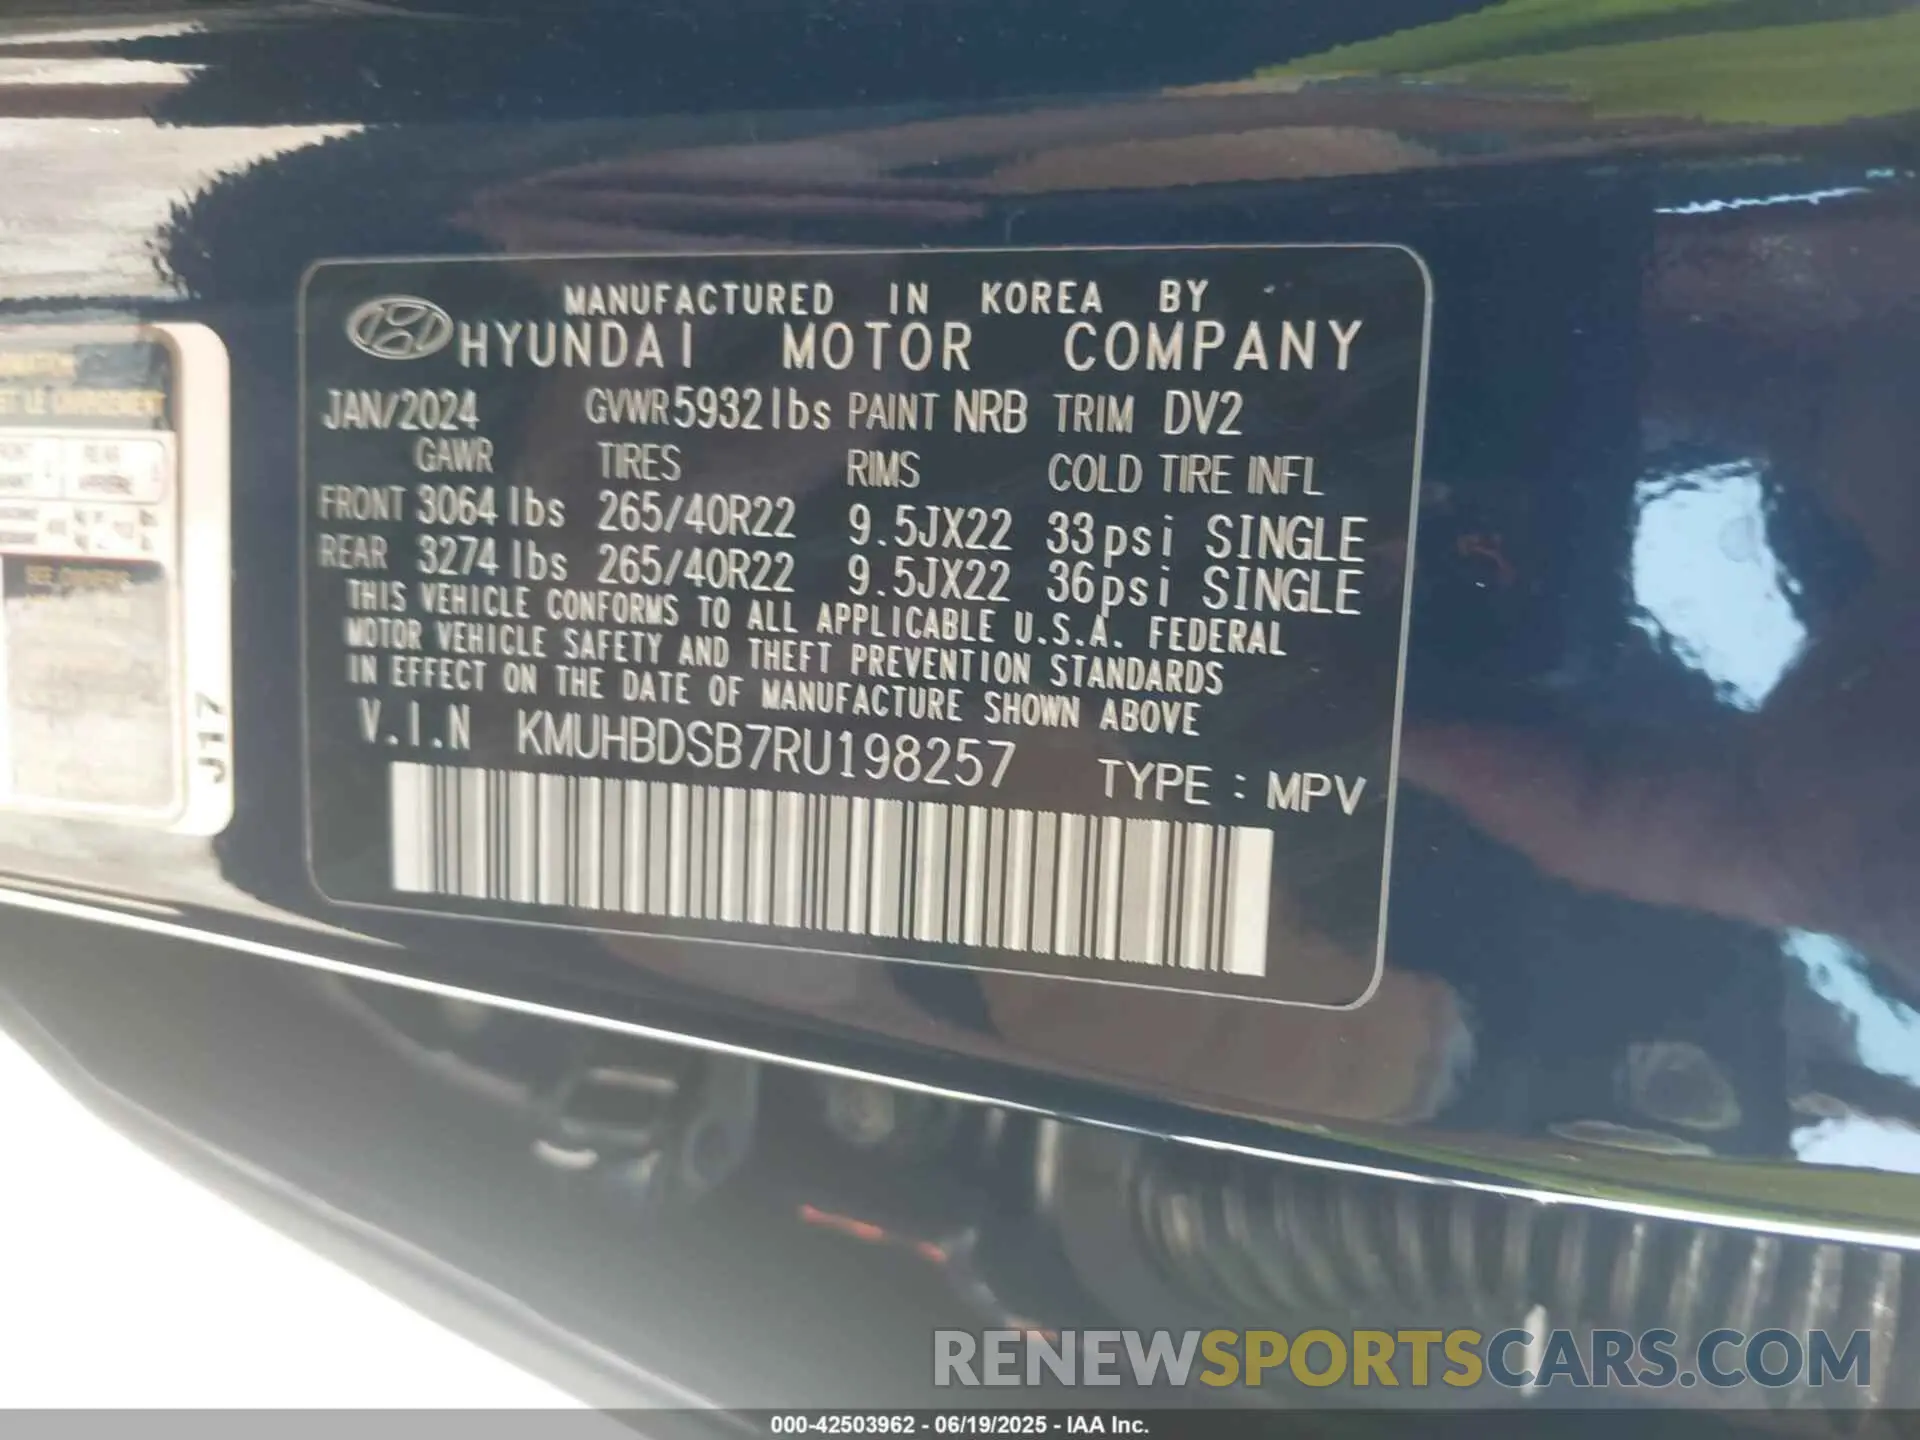 MANUFACTURED IN KOREA BY
HYUNDAI MOTOR COMPANY
JAN/2024 GVWR 5932 lbs PAINT NRB TRIM DV2
GAWR TIRES RIMS COLD TIRE INFL
FRONT 3064 lbs 265/40R22 9.5JX22 33psi SINGLE
REAR 3274 lbs 265/40R22 9.5JX22 36psi SINGLE
THIS VEHICLE CONFORMS TO ALL APPLICABLE U.S.A. FEDERAL
MOTOR VEHICLE SAFETY AND THEFT PREVENTION STANDARDS
IN EFFECT ON THE DATE OF MANUFACTURE SHOWN ABOVE
V.I.N KMUHBDSB7RU198257 TYPE : MPV
ET LE CHARGEMENT
REAR
J17
RENEWSPORTSCARS.COM
000-42503962 - 06/19/2025 - IAA Inc.